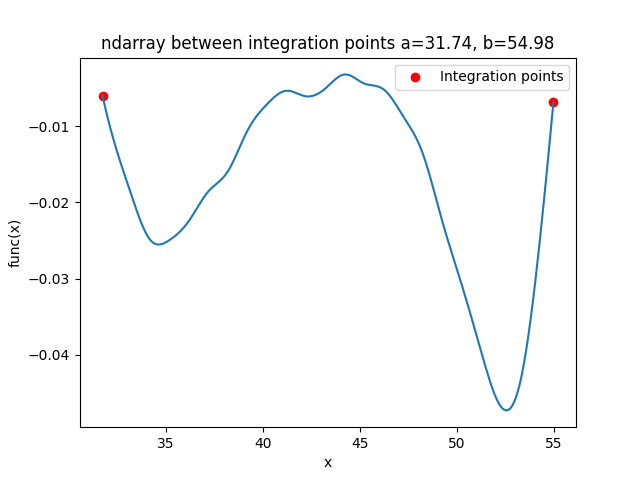 ndarray between integration points a=31.74, b=54.98
Integration points
−0.01
−0.02
−0.03
−0.04
func(x)
35 40 45 50 55
x